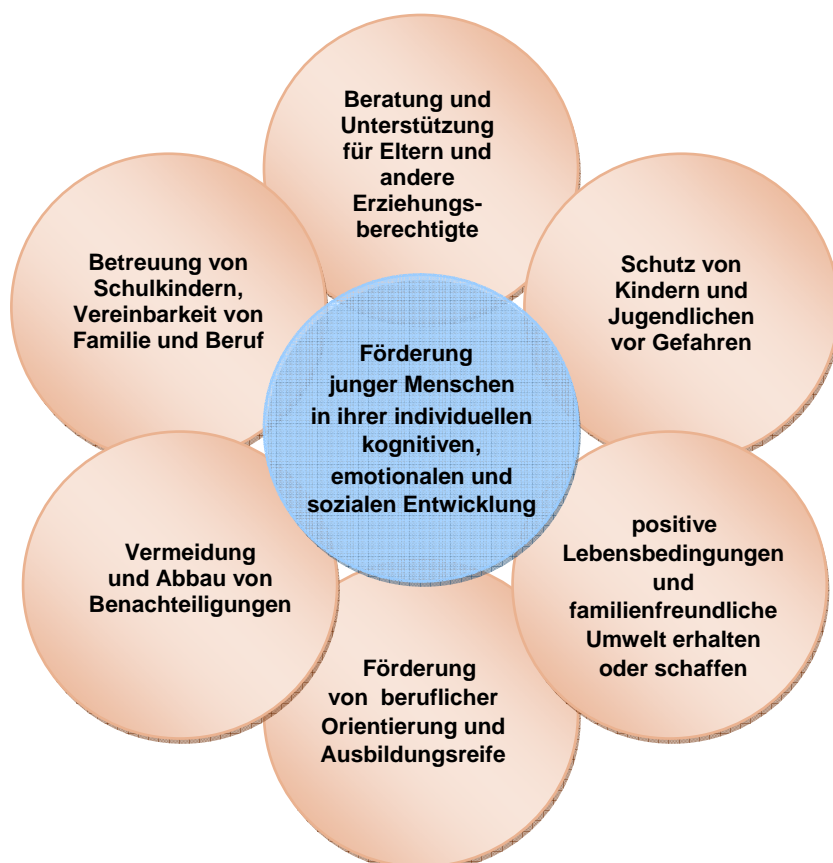 Beratung und
Unterstützung
für Eltern und
andere
Erziehungs-
berechtigte
Betreuung von
Schulkindern,
Vereinbarkeit von
Familie und Beruf
Schutz von
Kindern und
Jugendlichen
vor Gefahren
Förderung
junger Menschen
in ihrer individuellen
kognitiven,
emotionalen und
sozialen Entwicklung
Vermeidung
und Abbau von
Benachteiligungen
positive
Lebensbedingungen
und
familienfreundliche
Umwelt erhalten
oder schaffen
Förderung
von beruflicher
Orientierung und
Ausbildungsreife